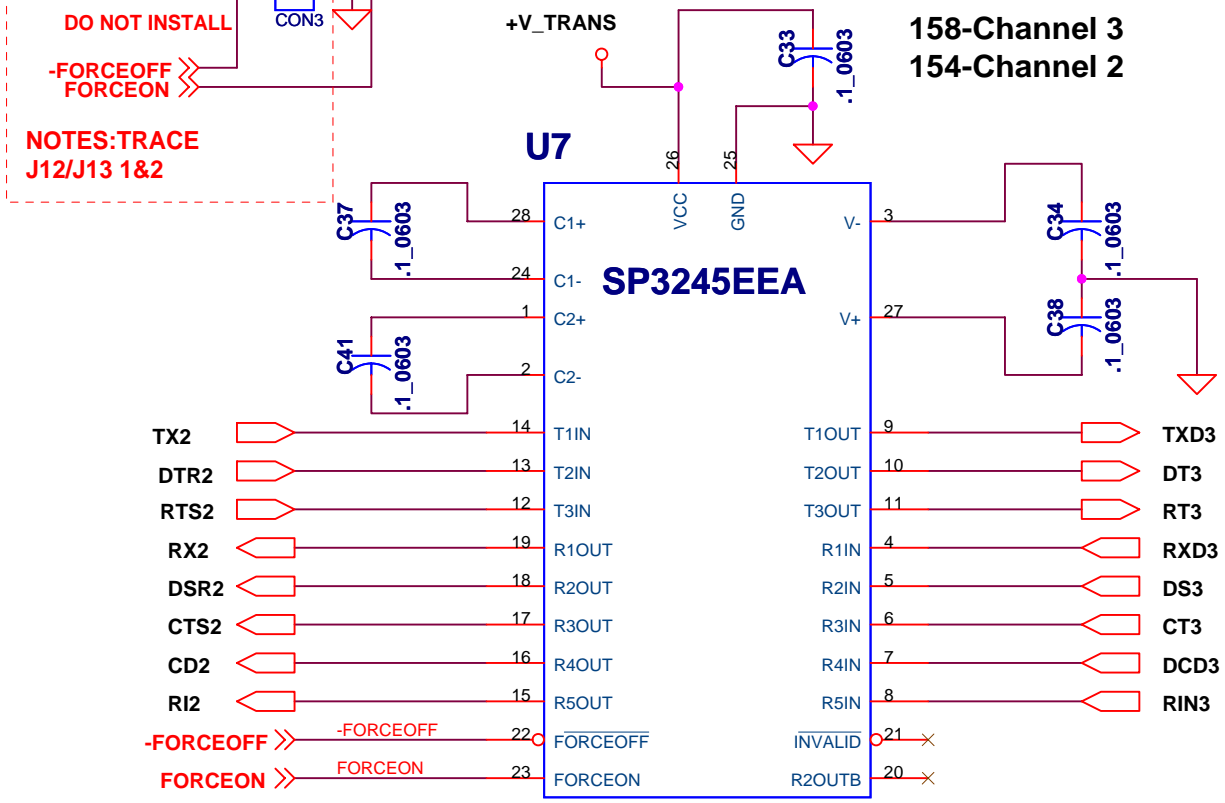 DO NOT INSTALL
CON3
-FORCEOFF
FORCEON
NOTES:TRACE
J12/J13 1&2
+V_TRANS
C33
.1_0603
158-Channel 3
154-Channel 2
U7
26
25
VCC
GND
SP3245EEA
C37
.1_0603
28
C1+
24
C1-
1
C2+
C41
.1_0603
2
C2-
3
V-
C34
.1_0603
27
V+
C38
.1_0603
TX2
14
T1IN
T1OUT
9
TXD3
DTR2
13
T2IN
T2OUT
10
DT3
RTS2
12
T3IN
T3OUT
11
RT3
RX2
19
R1OUT
R1IN
4
RXD3
DSR2
18
R2OUT
R2IN
5
DS3
CTS2
17
R3OUT
R3IN
6
CT3
CD2
16
R4OUT
R4IN
7
DCD3
RI2
15
R5OUT
R5IN
8
RIN3
-FORCEOFF
-FORCEOFF
22
FORCEOFF
INVALID
21
FORCEON
FORCEON
23
FORCEON
R2OUTB
20